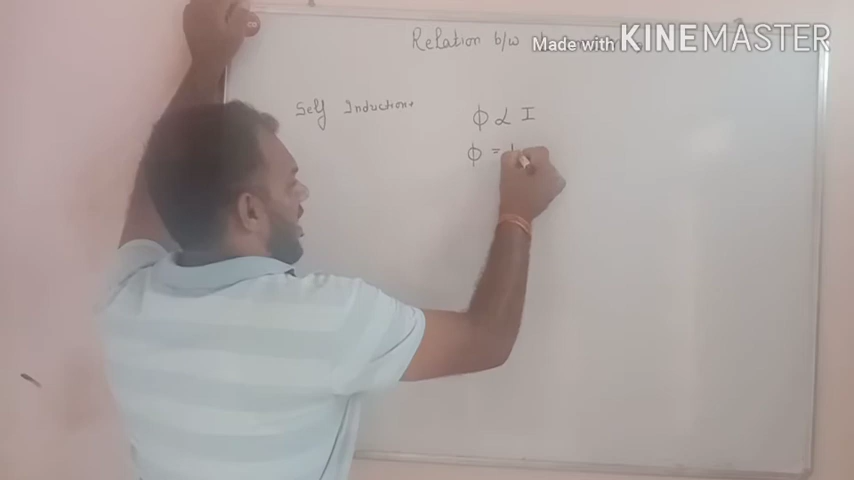 Relation b/w
Made with KINEMASTER
Self Induction
ϕ ∝ I
ϕ =